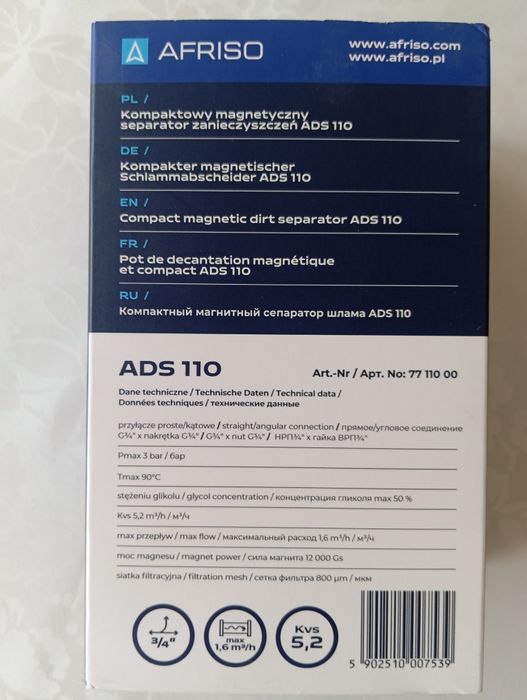 AFRISO
www.afriso.com
www.afriso.pl
PL /
Kompaktowy magnetyczny
separator zanieczyszczeń ADS 110
DE /
Kompakter magnetischer
Schlammabscheider ADS 110
EN /
Compact magnetic dirt separator ADS 110
FR /
Pot de decantation magnétique
et compact ADS 110
RU /
Компактный магнитный сепаратор шлама ADS 110
ADS 110
Art.-Nr / Арт. No: 77 110 00
Dane techniczne / Technische Daten / Technical data /
Données techniques / технические данные
przyłącze proste/kątowe / straight/angular connection / прямое/угловое соединение
G¾" x nakrętka G¾" / G¾" x nut G¾" / НРП¾" x гайка ВРП¾"
Pmax 3 bar / бар
Tmax 90°C
stężeniu glikolu / glycol concentration / концентрация гликоля max 50 %
Kvs 5,2 m³/h / м³/ч
max przepływ / max flow / максимальный расход 1,6 m³/h / м³/ч
moc magnesu / magnet power / сила магнита 12 000 Gs
siatka filtracyjna / filtration mesh / сетка фильтра 800 µm / мкм
3/4"
max
1,6 m³/h
Kvs
5,2
5 902510 007539